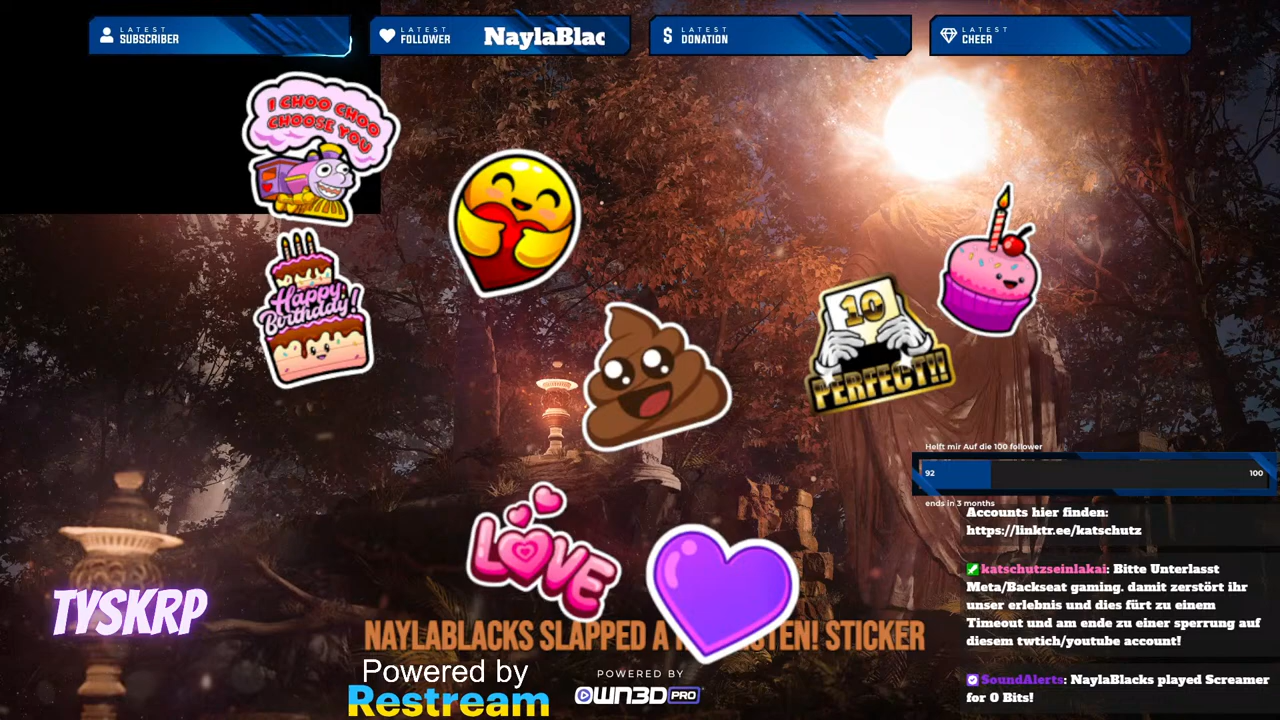 LATEST
SUBSCRIBER
LATEST
FOLLOWER
NaylaBlac
LATEST
DONATION
LATEST
CHEER
I CHOO CHOO
CHOOSE YOU
Happy
Birthday!
10
PERFECT!!
Helft mir Auf die 100 follower
92
100
ends in 3 months
Accounts hier finden:
https://linktr.ee/katschutz
katschutzseinlakai: Bitte Unterlasst
Meta/Backseat gaming. damit zerstört ihr
unser erlebnis und dies fürt zu einem
Timeout und am ende zu einer sperrung auf
diesem twtich/youtube account!
SoundAlerts: NaylaBlacks played Screamer
for 0 Bits!
LOVE
TYSKRP
NAYLABLACKS SLAPPED A STEN! STICKER
Powered by
Restream
POWERED BY
OWN3D PRO